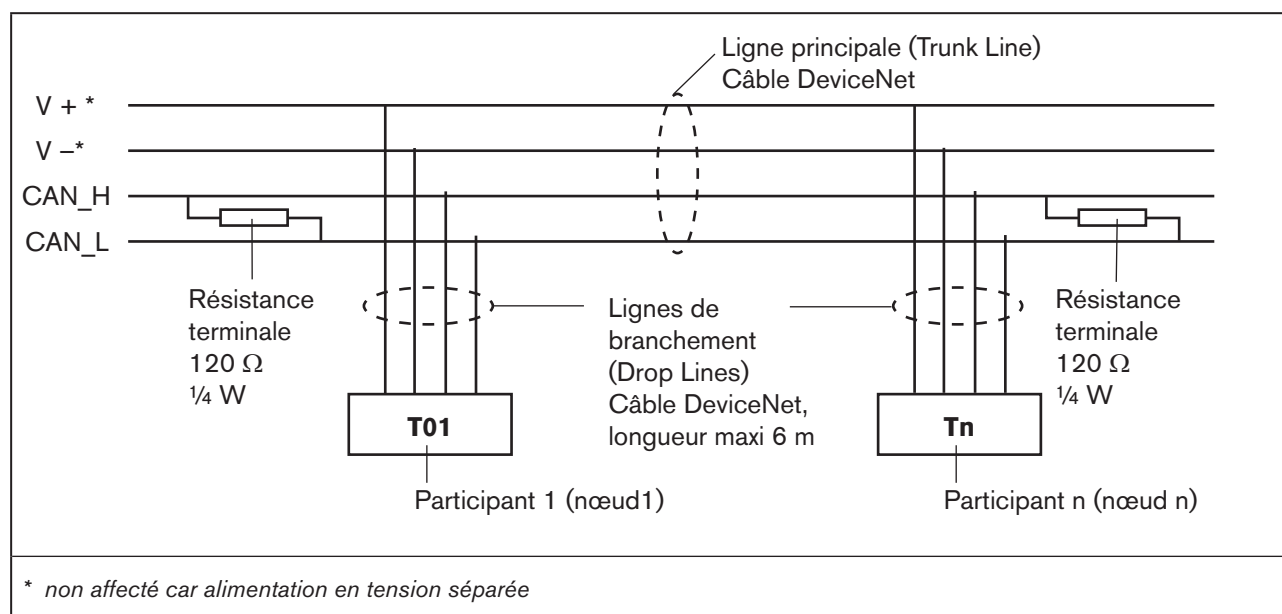 Ligne principale (Trunk Line)
Câble DeviceNet
V + *
V –*
CAN_H
CAN_L
Résistance
terminale
120 Ω
¼ W
Lignes de
branchement
(Drop Lines)
Câble DeviceNet,
longueur maxi 6 m
Résistance
terminale
120 Ω
¼ W
T01
Tn
Participant 1 (nœud1)
Participant n (nœud n)
* non affecté car alimentation en tension séparée